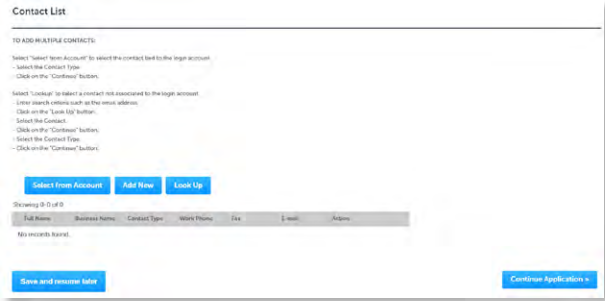 Contact List
TO ADD MULTIPLE CONTACTS:
Select "Select from Account" to select the contact tied to the login account.
- Select the Contact Type.
- Click on the "Continue" button.
Select "Lookup" to select a contact not associated to the login account.
- Enter search criteria such as the email address.
- Click on the "Look Up" button.
- Select the Contact.
- Click on the "Continue" button.
- Select the Contact Type.
- Click on the "Continue" button.
Select from Account Add New Look Up
Showing 0-0 of 0
Full Name Business Name Contact Type Work Phone Fax E-mail Action
No records found.
Save and resume later Continue Application »